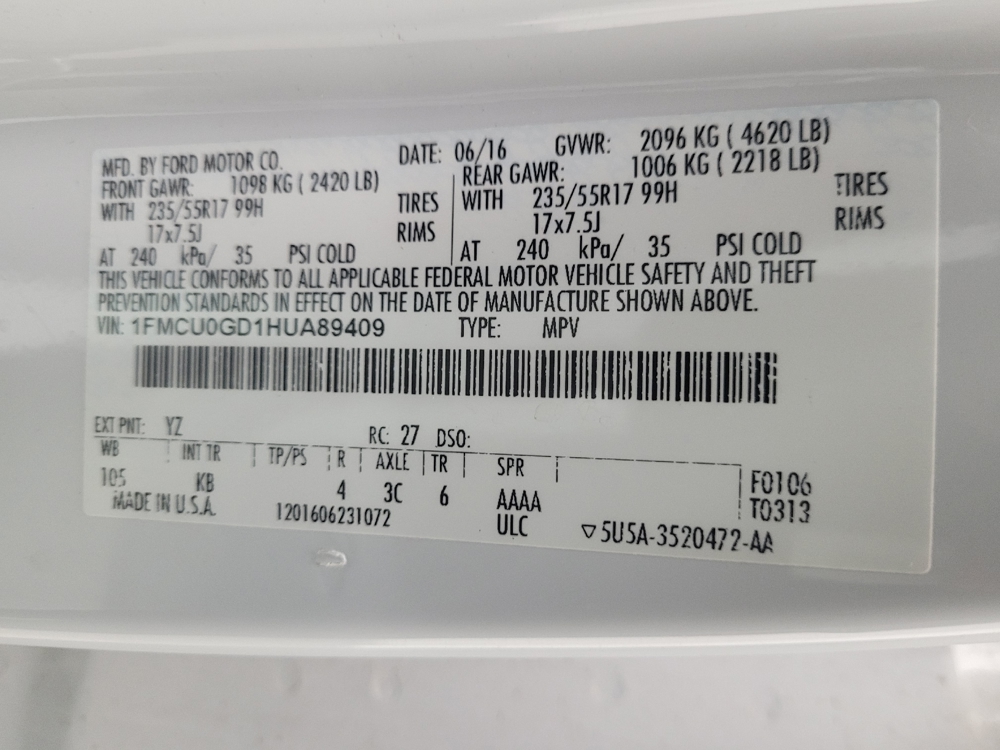 MFD. BY FORD MOTOR CO. DATE: 06/16 GVWR: 2096 KG ( 4620 LB)
FRONT GAWR: 1098 KG ( 2420 LB) REAR GAWR: 1006 KG ( 2218 LB)
WITH 235/55R17 99H TIRES WITH 235/55R17 99H TIRES
17x7.5J RIMS 17x7.5J RIMS
AT 240 kPa/ 35 PSI COLD AT 240 kPa/ 35 PSI COLD
THIS VEHICLE CONFORMS TO ALL APPLICABLE FEDERAL MOTOR VEHICLE SAFETY AND THEFT
PREVENTION STANDARDS IN EFFECT ON THE DATE OF MANUFACTURE SHOWN ABOVE.
VIN: 1FMCU0GD1HUA89409 TYPE: MPV
EXT PNT: YZ RC: 27 DSO:
WB INT TR TP/PS R AXLE TR SPR
105 KB 4 3C 6 AAAA F0106
MADE IN U.S.A. 1201606231072 ULC T0313
▽5U5A-3520472-AA